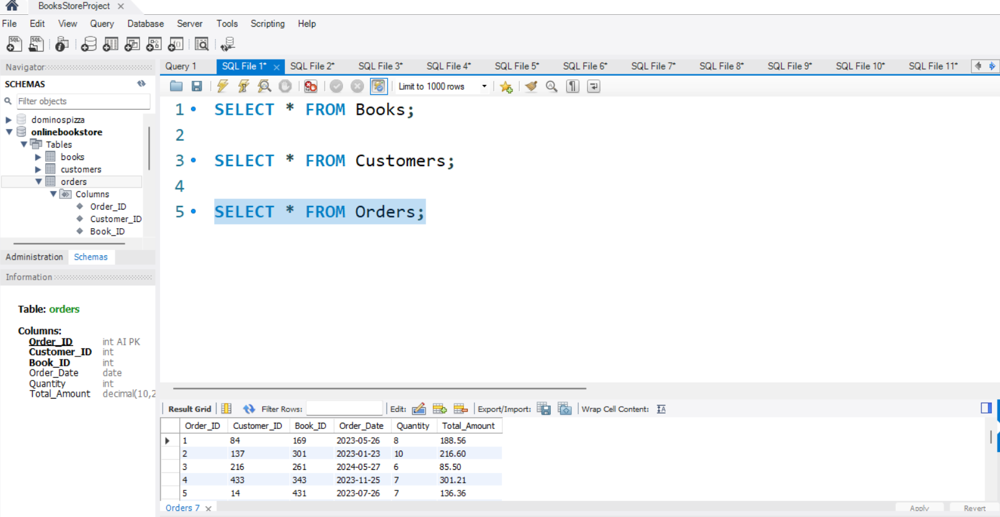 BooksStoreProject
File Edit View Query Database Server Tools Scripting Help
Navigator
SCHEMAS
Filter objects
dominospizza
onlinebookstore
Tables
books
customers
orders
Columns
Order_ID
Customer_ID
Book_ID
Administration Schemas
Information
Table: orders
Columns:
Order_ID int AI PK
Customer_ID int
Book_ID int
Order_Date date
Quantity int
Total_Amount decimal(10,2
Query 1 SQL File 1* SQL File 2* SQL File 3* SQL File 4* SQL File 5* SQL File 6* SQL File 7* SQL File 8* SQL File 9* SQL File 10* SQL File 11*
Limit to 1000 rows
1 SELECT * FROM Books;
2
3 SELECT * FROM Customers;
4
5 SELECT * FROM Orders;
Result Grid Filter Rows: Edit: Export/Import: Wrap Cell Content:
Order_ID Customer_ID Book_ID Order_Date Quantity Total_Amount
1 84 169 2023-05-26 8 188.56
2 137 301 2023-01-23 10 216.60
3 216 261 2024-05-27 6 85.50
4 433 343 2023-11-25 7 301.21
5 14 431 2023-07-26 7 136.36
Orders 7
Apply Revert